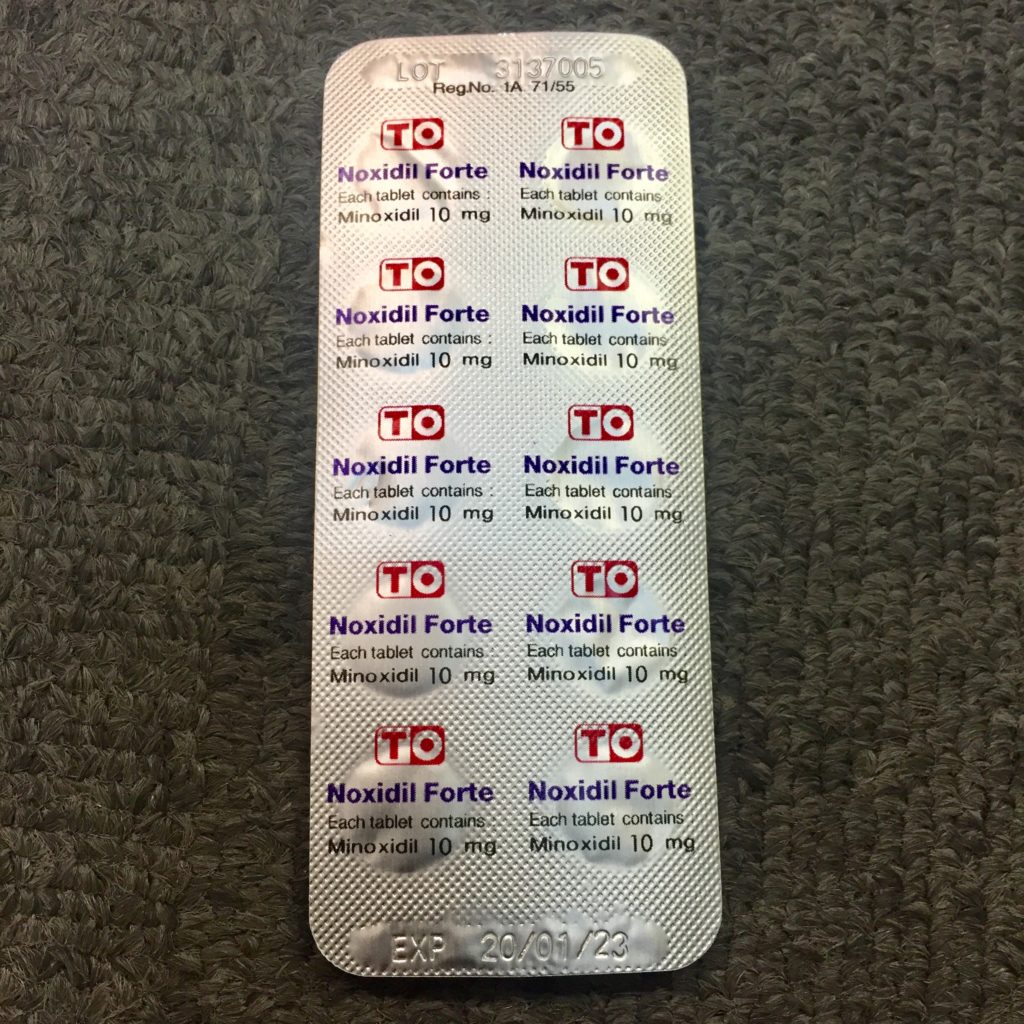 LOT 3137005
Reg.No. 1A 71/55
TO TO
Noxidil Forte Noxidil Forte
Each tablet contains : Each tablet contains
Minoxidil 10 mg Minoxidil 10 mg
TO TO
Noxidil Forte Noxidil Forte
Each tablet contains : Each tablet contains
Minoxidil 10 mg Minoxidil 10 mg
TO TO
Noxidil Forte Noxidil Forte
Each tablet contains : Each tablet contains :
Minoxidil 10 mg Minoxidil 10 mg
TO TO
Noxidil Forte Noxidil Forte
Each tablet contains : Each tablet contains
Minoxidil 10 mg Minoxidil 10 mg
TO TO
Noxidil Forte Noxidil Forte
Each tablet contains : Each tablet contains
Minoxidil 10 mg Minoxidil 10 mg
EXP 20/01/23